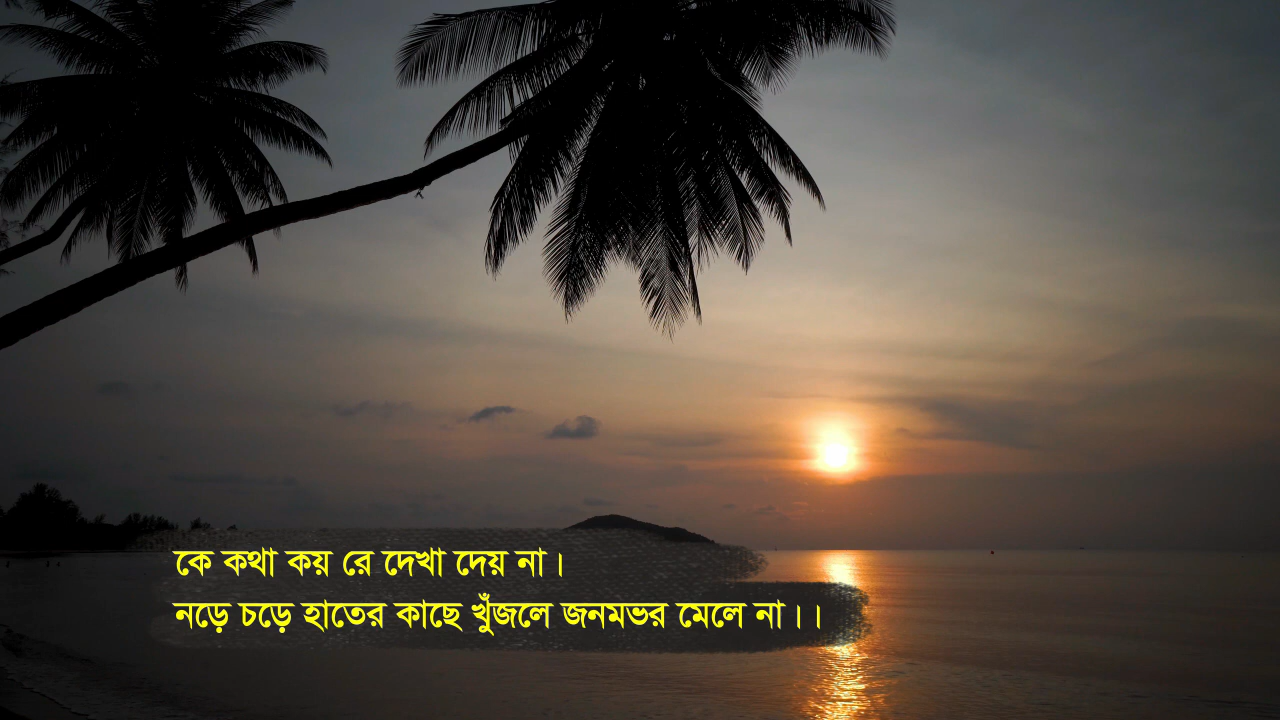 কে কথা কয় রে দেখা দেয় না।
নড়ে চড়ে হাতের কাছে খুঁজলে জনমভর মেলে না।।